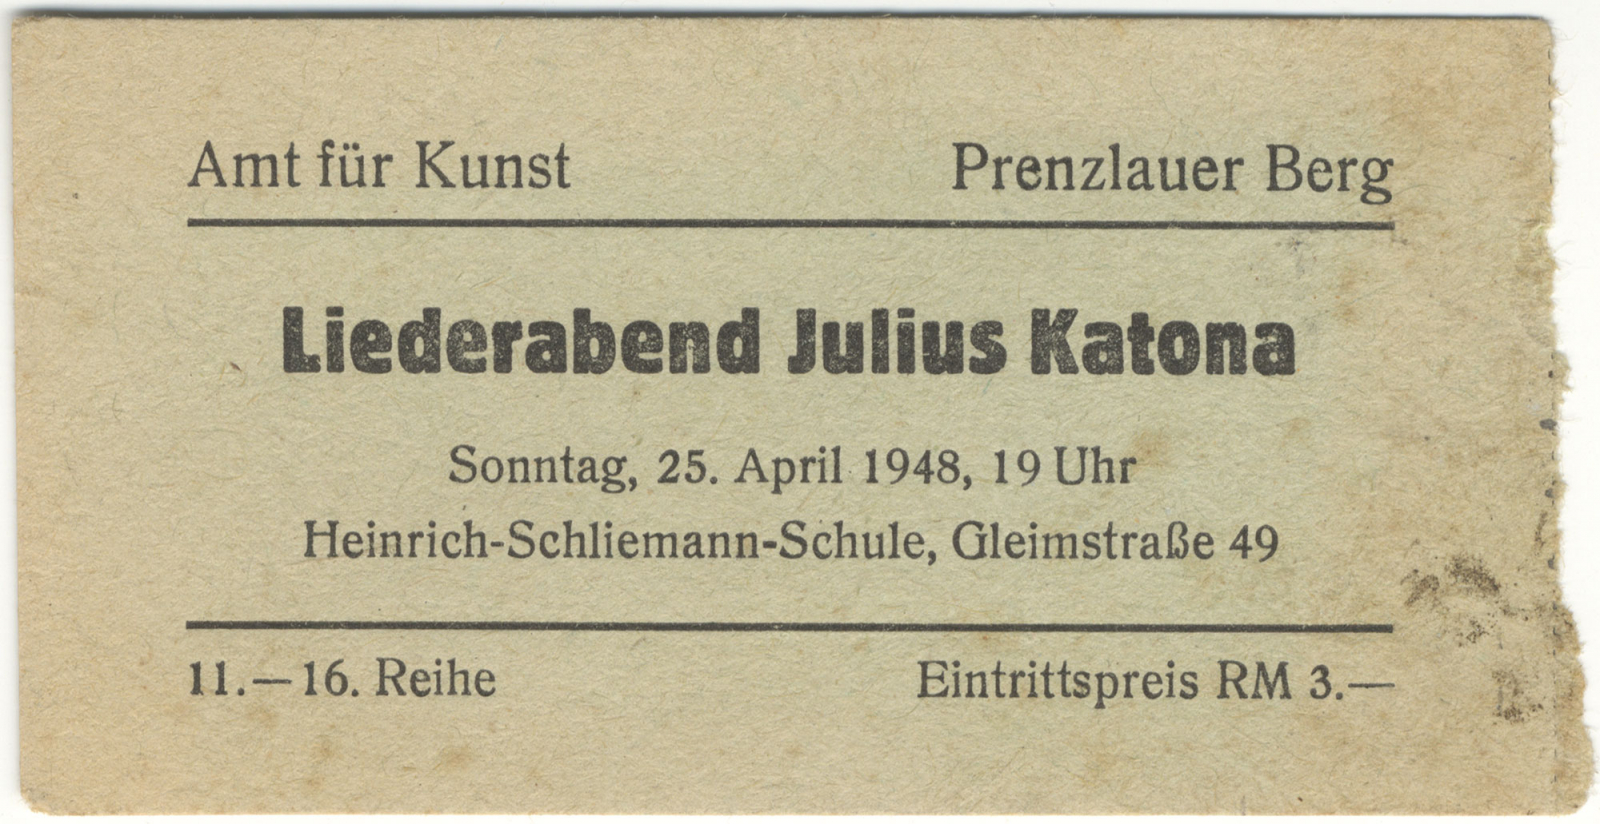 Amt für Kunst Prenzlauer Berg
Liederabend Julius Katona
Sonntag, 25. April 1948, 19 Uhr
Heinrich-Schliemann-Schule, Gleimstraße 49
11.— 16. Reihe Eintrittspreis RM 3.—